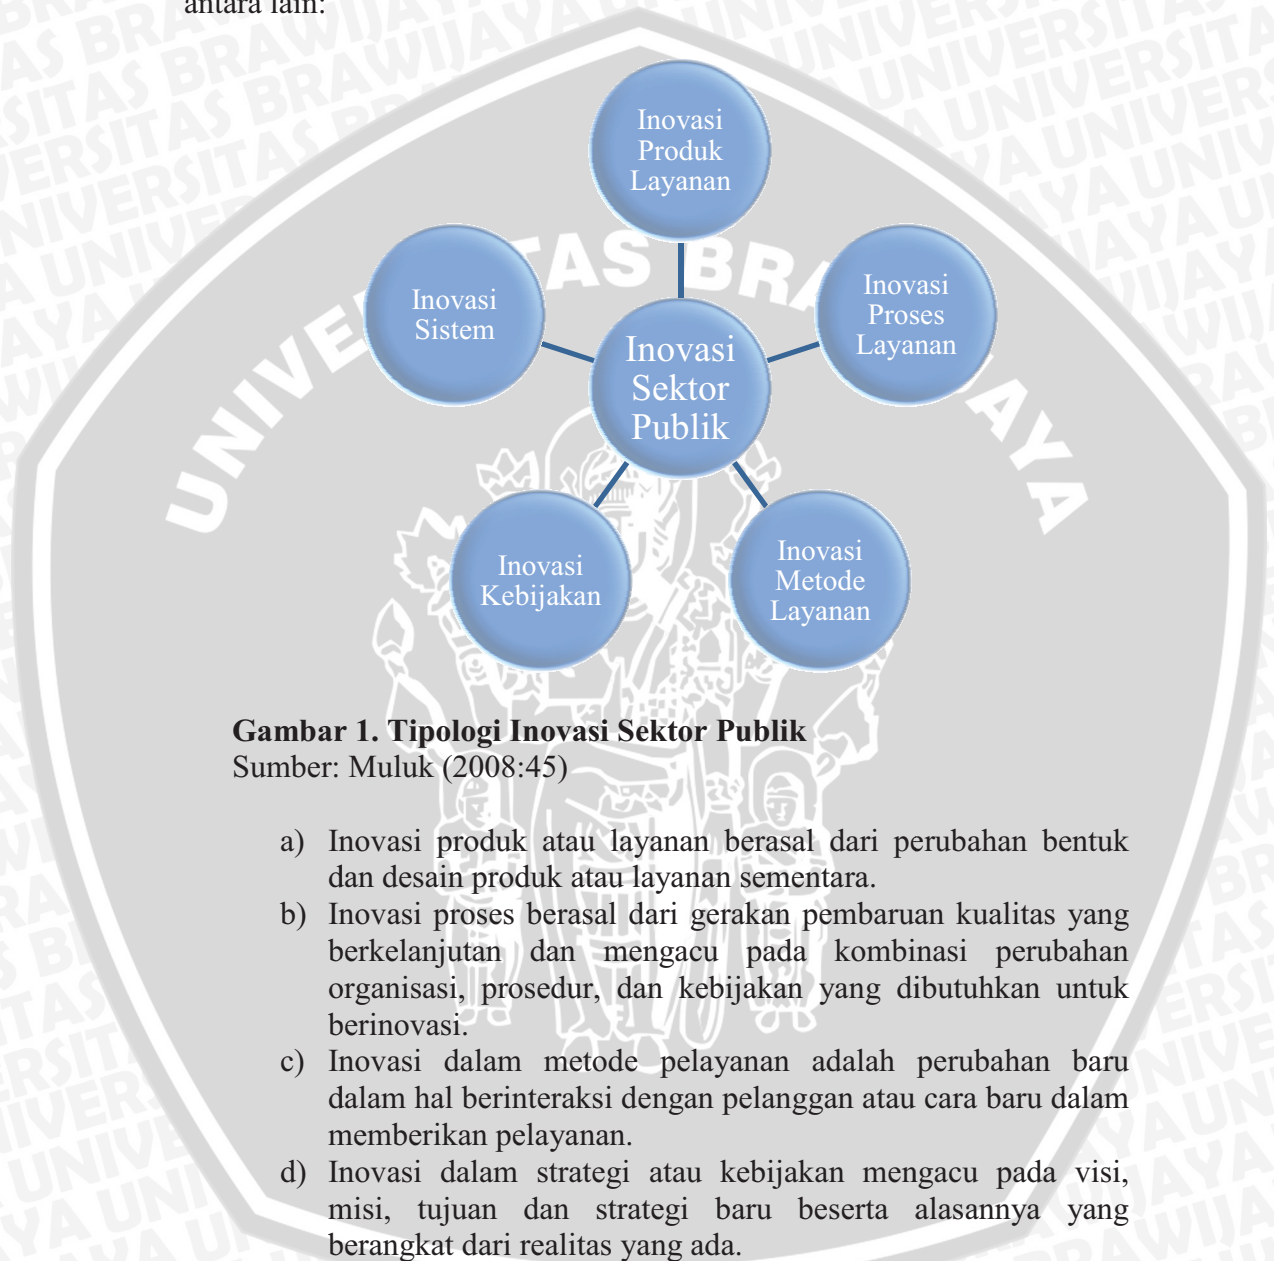 antara lain:
Inovasi
Produk
Layanan
Inovasi
Sistem
Inovasi
Proses
Layanan
Inovasi
Sektor
Publik
Inovasi
Kebijakan
Inovasi
Metode
Layanan
Gambar 1. Tipologi Inovasi Sektor Publik
Sumber: Muluk (2008:45)
a) Inovasi produk atau layanan berasal dari perubahan bentuk
dan desain produk atau layanan sementara.
b) Inovasi proses berasal dari gerakan pembaruan kualitas yang
berkelanjutan dan mengacu pada kombinasi perubahan
organisasi, prosedur, dan kebijakan yang dibutuhkan untuk
berinovasi.
c) Inovasi dalam metode pelayanan adalah perubahan baru
dalam hal berinteraksi dengan pelanggan atau cara baru dalam
memberikan pelayanan.
d) Inovasi dalam strategi atau kebijakan mengacu pada visi,
misi, tujuan dan strategi baru beserta alasannya yang
berangkat dari realitas yang ada.